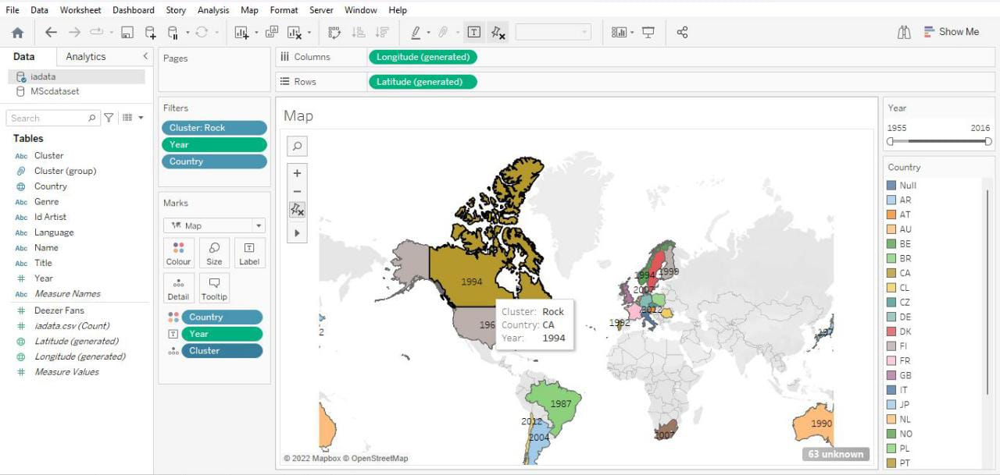 File Data Worksheet Dashboard Story Analysis Map Format Server Window Help
Show Me
Data Analytics
iadata
MScdataset
Search
Tables
Abc Cluster
Cluster (group)
Country
Abc Genre
Abc Id Artist
Abc Language
Abc Name
Abc Title
# Year
Abc Measure Names
# Deezer Fans
# iadata.csv (Count)
Latitude (generated)
Longitude (generated)
# Measure Values
Pages
Filters
Cluster: Rock
Year
Country
Marks
Map
Colour Size Label
Detail Tooltip
Country
Year
Cluster
Columns Longitude (generated)
Rows Latitude (generated)
Map
1994
1994
1999
2007
2012
1992
196
Cluster: Rock
Country: CA
Year: 1994
2
1987
2012
2004
2007
1990
© 2022 Mapbox © OpenStreetMap
63 unknown
Year
1955 2016
Country
Null
AR
AT
AU
BE
BR
CA
CL
CZ
DE
DK
FI
FR
GB
IT
JP
NL
NO
PL
PT